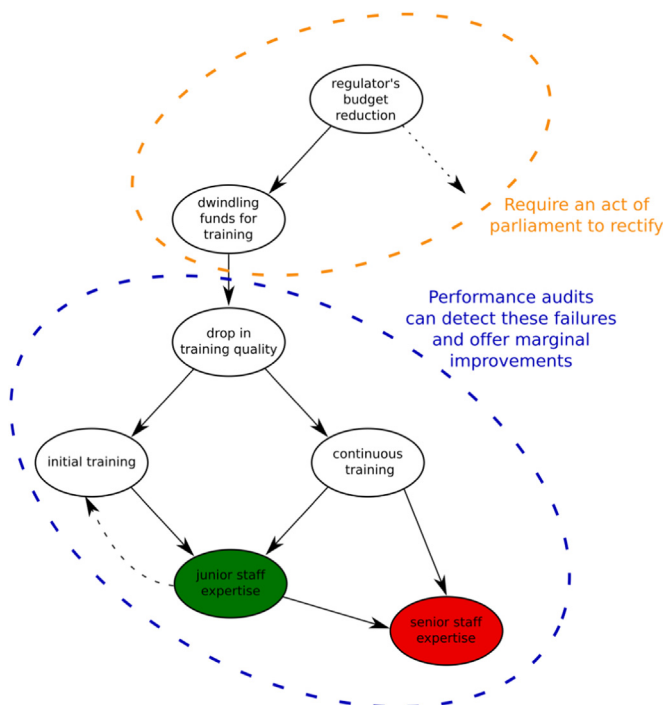 regulator's
budget
reduction
dwindling
funds for
training
Require an act of
parliament to rectify
Performance audits
can detect these failures
and offer marginal
improvements
drop in
training quality
initial training
continuous
training
junior staff
expertise
senior staff
expertise